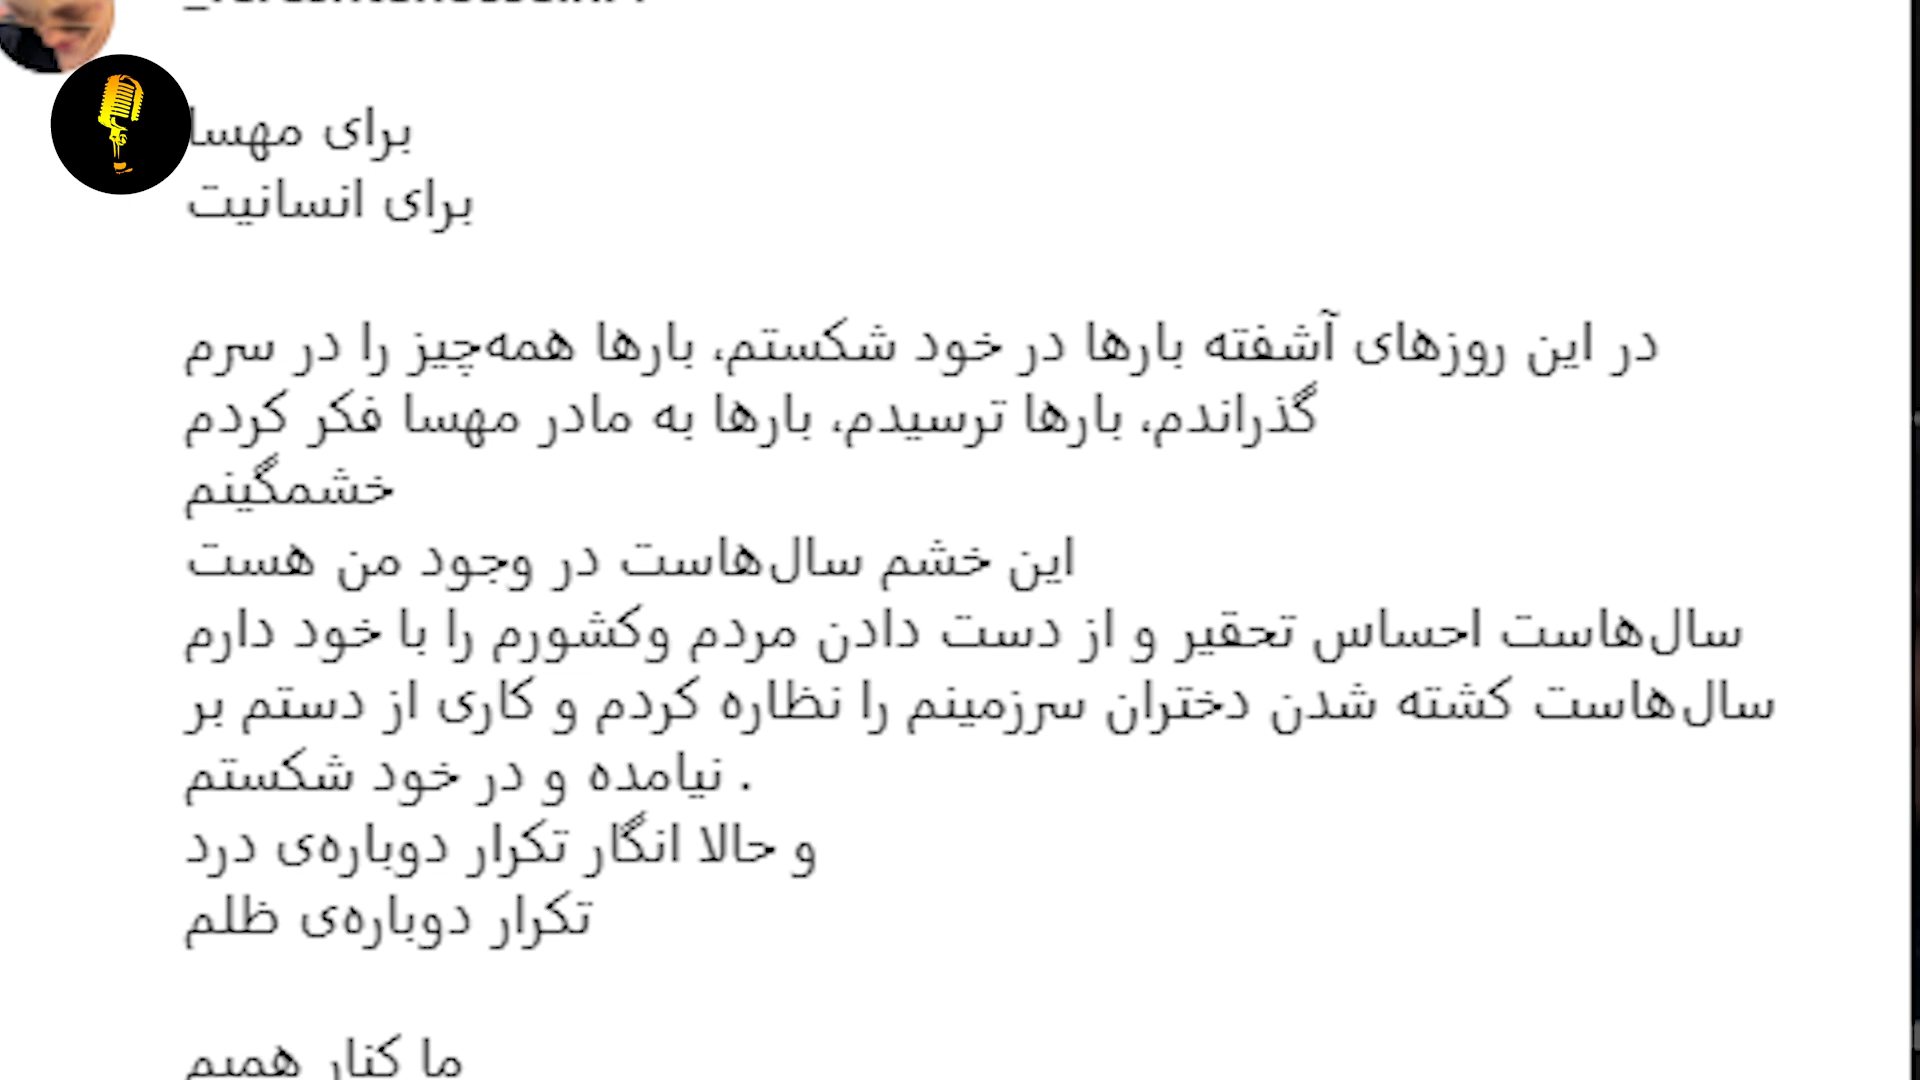 برای مهسا
برای انسانیت
در این روزهای آشفته بارها در خود شکستم، بارها همه‌چیز را در سرم
گذراندم، بارها ترسیدم، بارها به مادر مهسا فکر کردم
خشمگینم
این خشم سال‌هاست در وجود من هست
سال‌هاست احساس تحقیر و از دست دادن مردم وکشورم را با خود دارم
سال‌هاست کشته شدن دختران سرزمینم را نظاره کردم و کاری از دستم بر
نیامده و در خود شکستم .
و حالا انگار تکرار دوباره‌ی درد
تکرار دوباره‌ی ظلم
ما کنار همیم